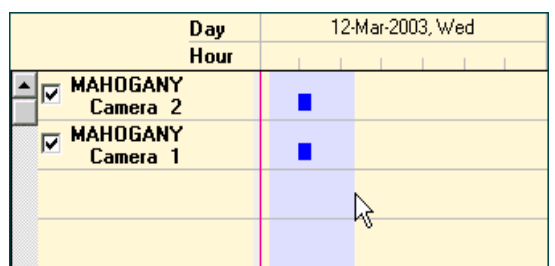 Day 12-Mar-2003, Wed
Hour
MAHOGANY
Camera 2
MAHOGANY
Camera 1